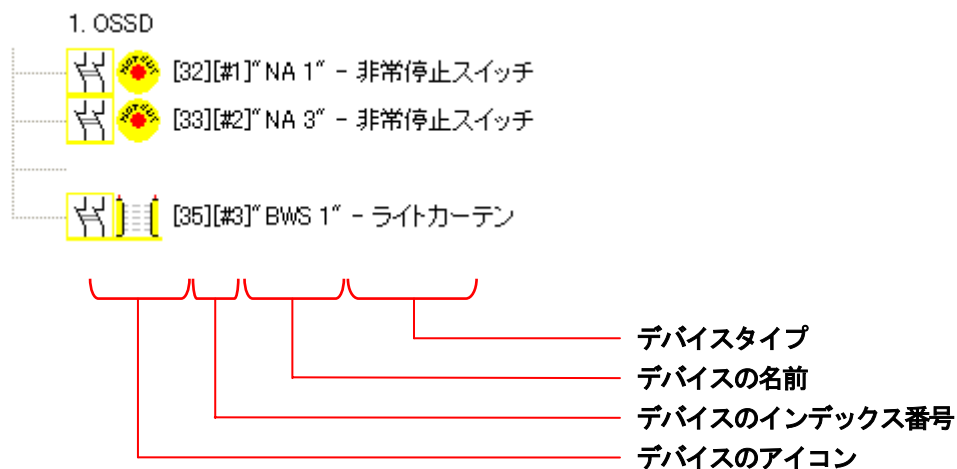 1. OSSD
[32][#1]" NA 1" - 非常停止スイッチ
[33][#2]" NA 3" - 非常停止スイッチ
[35][#3]" BWS 1" - ライトカーテン
デバイスタイプ
デバイスの名前
デバイスのインデックス番号
デバイスのアイコン